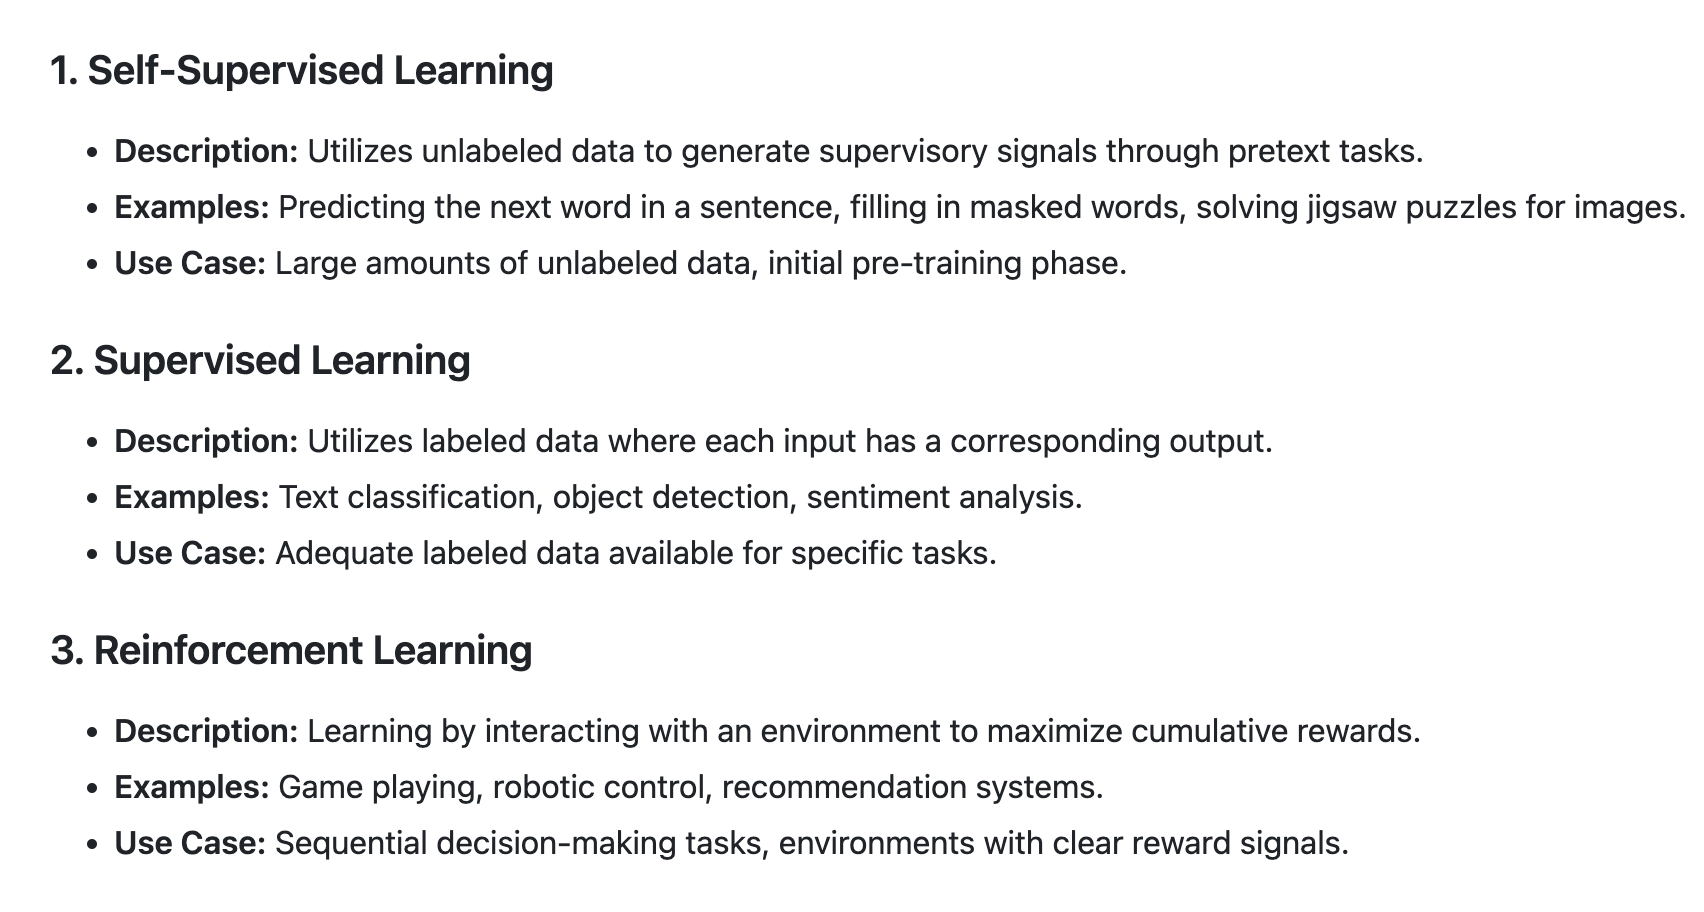 1. Self-Supervised Learning
• Description: Utilizes unlabeled data to generate supervisory signals through pretext tasks.
• Examples: Predicting the next word in a sentence, filling in masked words, solving jigsaw puzzles for images.
• Use Case: Large amounts of unlabeled data, initial pre-training phase.
2. Supervised Learning
• Description: Utilizes labeled data where each input has a corresponding output.
• Examples: Text classification, object detection, sentiment analysis.
• Use Case: Adequate labeled data available for specific tasks.
3. Reinforcement Learning
• Description: Learning by interacting with an environment to maximize cumulative rewards.
• Examples: Game playing, robotic control, recommendation systems.
• Use Case: Sequential decision-making tasks, environments with clear reward signals.